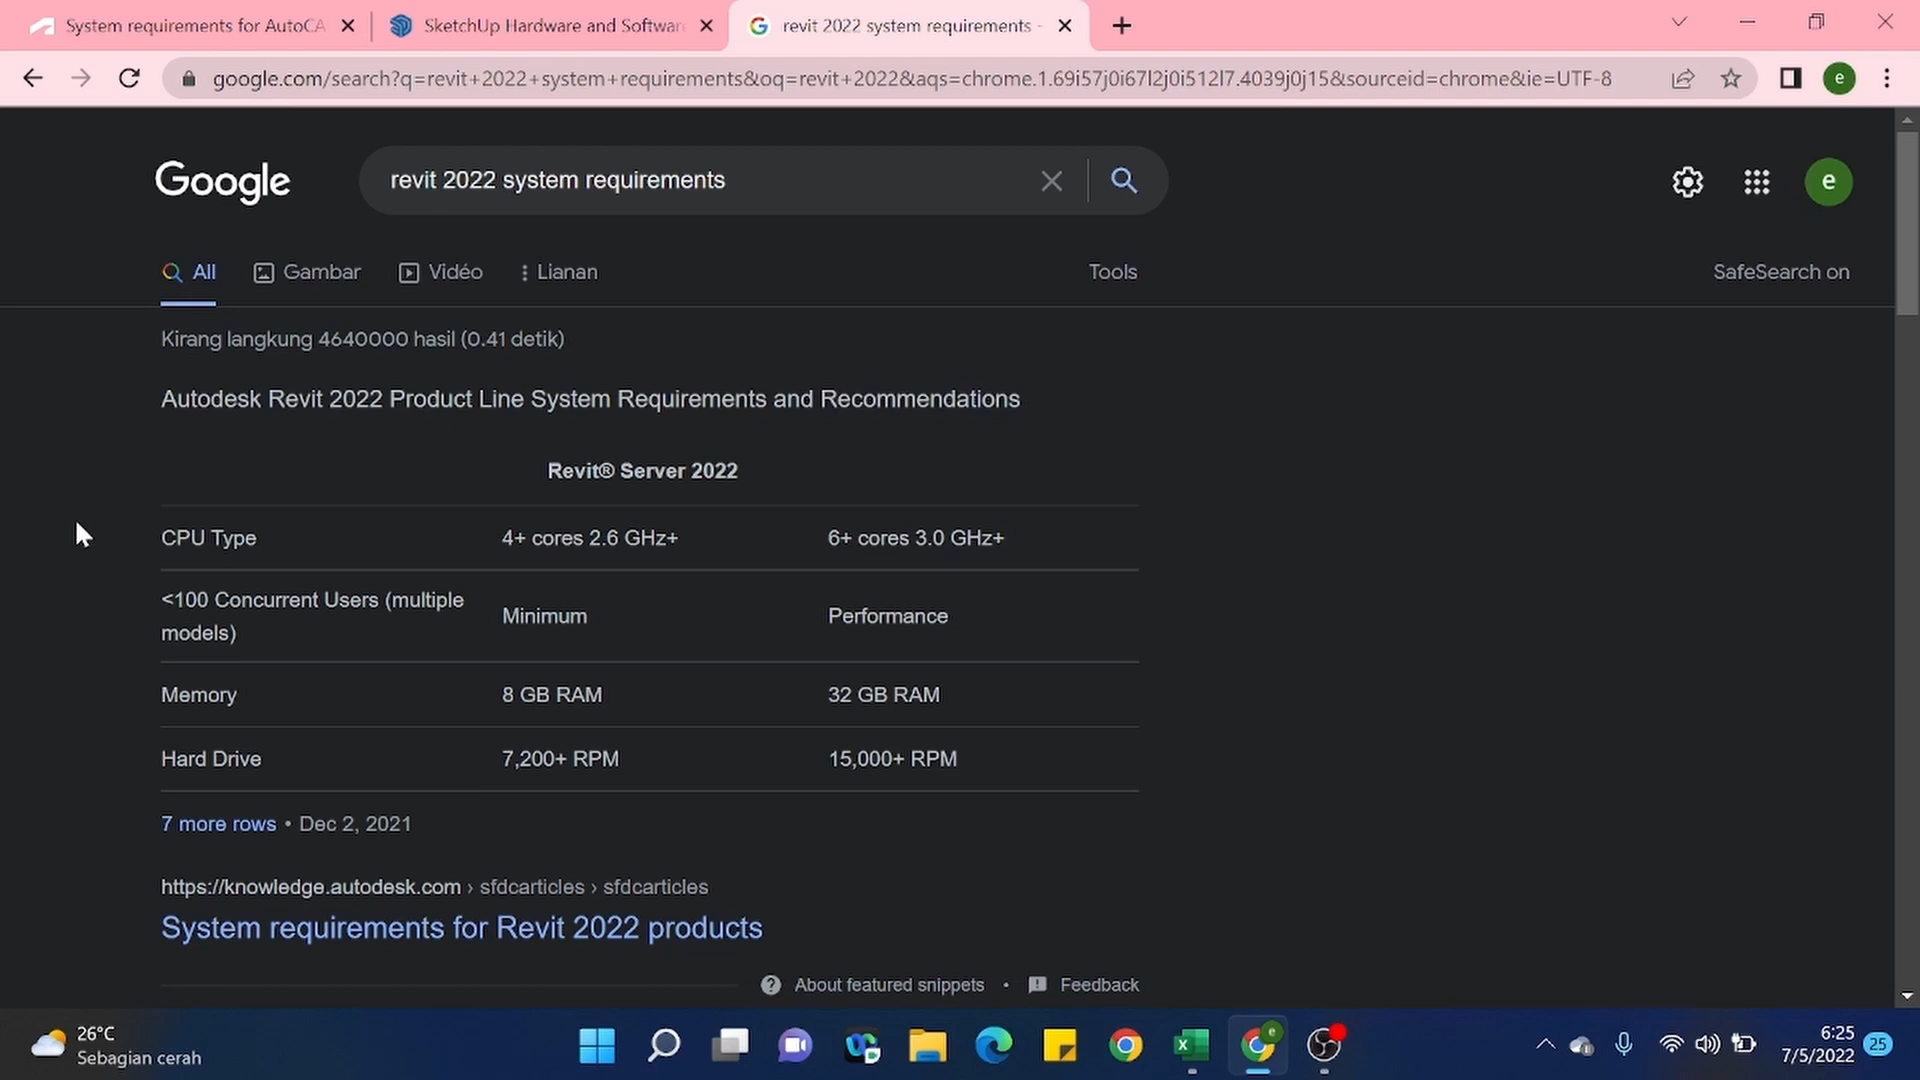 System requirements for AutoCA
SketchUp Hardware and Softwar
revit 2022 system requirements -
google.com/search?q=revit+2022+system+requirements&oq=revit+2022&aqs=chrome.1.69i57j0i67l2j0i512l7.4039j0j15&sourceid=chrome&ie=UTF-8
e
Google
revit 2022 system requirements
e
All
Gambar
Vidéo
Lianan
Tools
SafeSearch on
Kirang langkung 4640000 hasil (0.41 detik)
Autodesk Revit 2022 Product Line System Requirements and Recommendations
Revit® Server 2022
CPU Type 4+ cores 2.6 GHz+ 6+ cores 3.0 GHz+
<100 Concurrent Users (multiple
models) Minimum Performance
Memory 8 GB RAM 32 GB RAM
Hard Drive 7,200+ RPM 15,000+ RPM
7 more rows • Dec 2, 2021
https://knowledge.autodesk.com › sfdcarticles › sfdcarticles
System requirements for Revit 2022 products
About featured snippets • Feedback
26°C
Sebagian cerah
6:25
7/5/2022
25